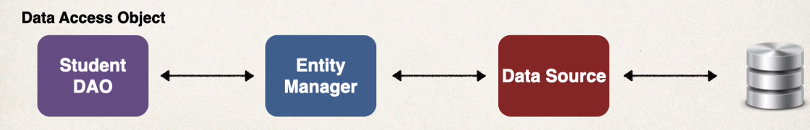 Data Access Object
Student
DAO
Entity
Manager
Data Source